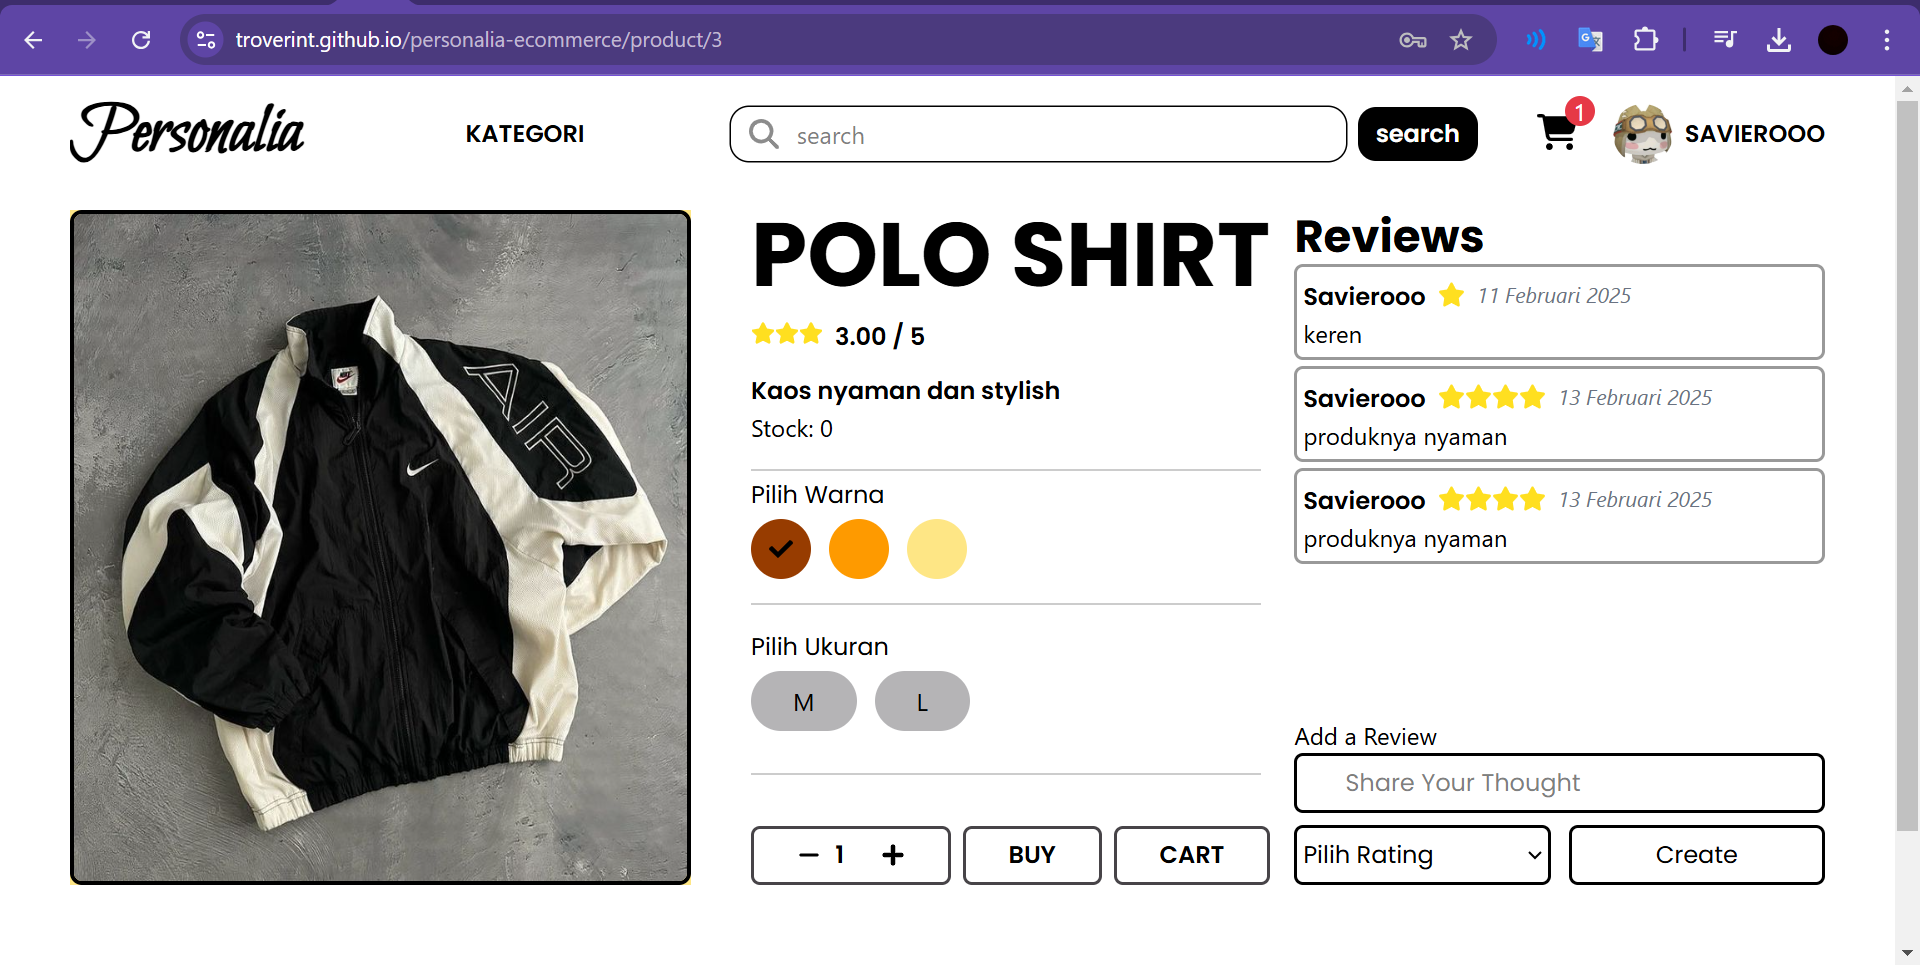 troverint.github.io/personalia-ecommerce/product/3
Personalia
KATEGORI
search
search
1
SAVIEROOO
AIR
POLO SHIRT
3.00 / 5
Kaos nyaman dan stylish
Stock: 0
Pilih Warna
Pilih Ukuran
M
L
1
BUY
CART
Reviews
Savierooo 11 Februari 2025
keren
Savierooo 13 Februari 2025
produknya nyaman
Savierooo 13 Februari 2025
produknya nyaman
Add a Review
Share Your Thought
Pilih Rating
Create